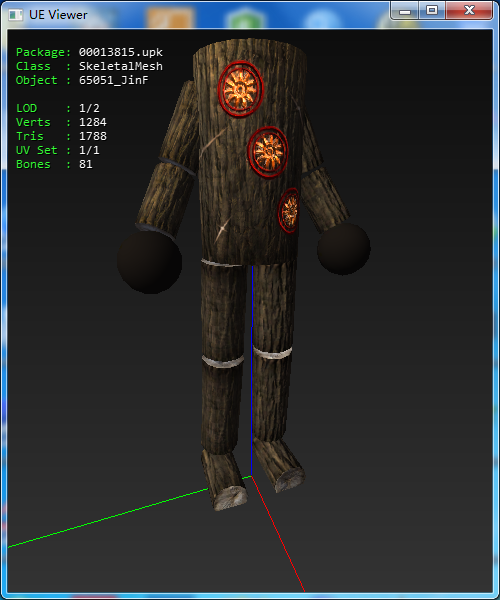 UE Viewer
Package: 00013815.upk
Class : SkeletalMesh
Object : 65051_JinF
LOD : 1/2
Verts : 1284
Tris : 1788
UV Set : 1/1
Bones : 81